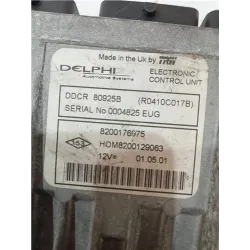 Made in the Uk by TRW
DELPHI ELECTRONIC
Automotive Systems CONTROL UNIT
DDCR 80925B (R0410C017B)
SERIAL No 0004825 EUG
8200176975
HOM8200129063
12V= 01.05.01